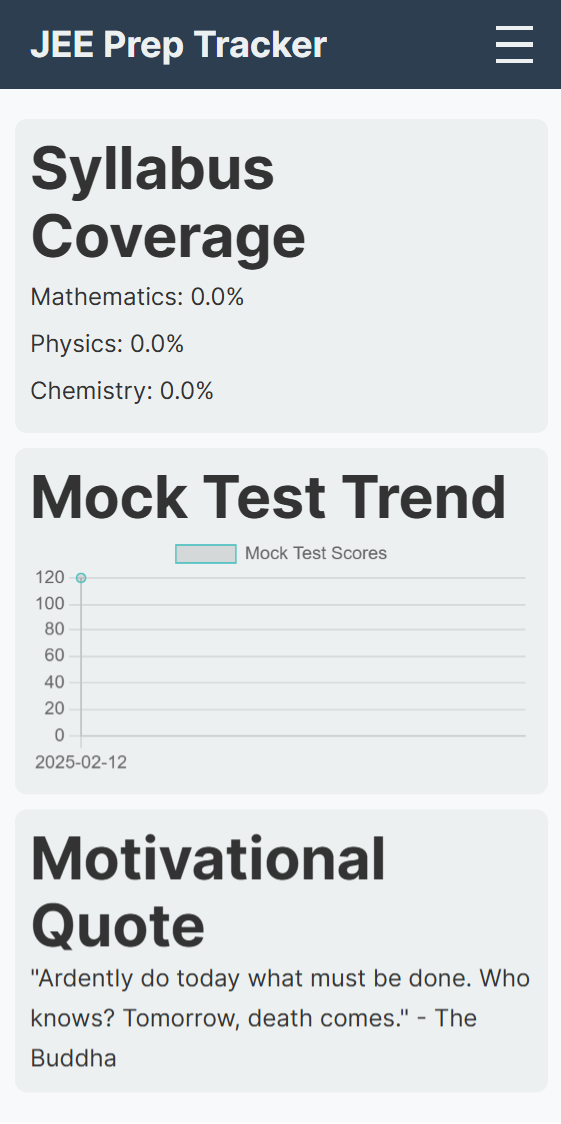 JEE Prep Tracker
Syllabus
Coverage
Mathematics: 0.0%
Physics: 0.0%
Chemistry: 0.0%
Mock Test Trend
Mock Test Scores
120
100
80
60
40
20
0
2025-02-12
Motivational
Quote
"Ardently do today what must be done. Who
knows? Tomorrow, death comes." - The
Buddha